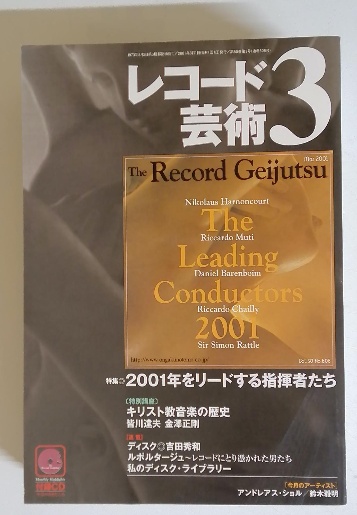 レコード
芸術
3
Mar.2001
The Record Geijutsu
Nikolaus Harnoncourt
The
Riccardo Muti
Leading
Daniel Barenboim
Conductors
Riccardo Chailly
2001
Sir Simon Rattle
特集◎2001年をリードする指揮者たち
[特別講座]
キリスト教音楽の歴史
皆川達夫 金澤正剛
ディスク◎吉田秀和
ルポルタージュ〜レコードにとり憑かれた男たち
私のディスク・ライブラリー
「今月のアーティスト
アンドレアス・ショル/鈴木雅明
CD